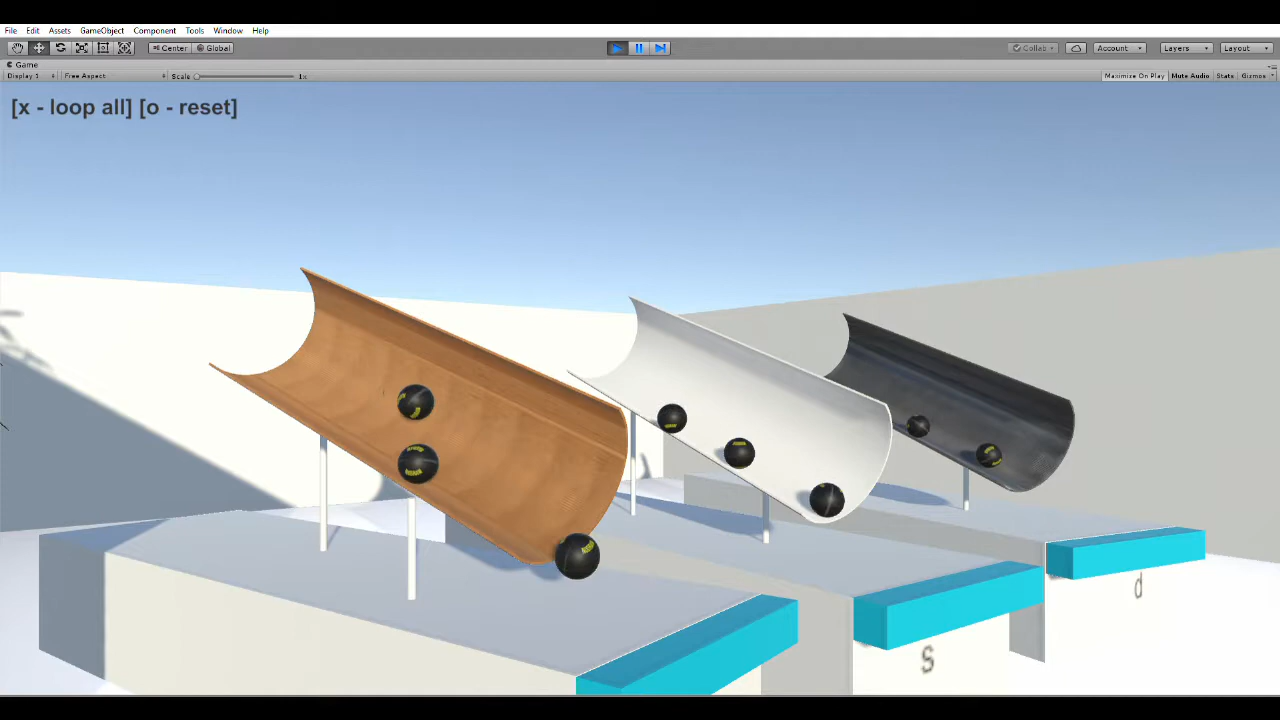 File Edit Assets GameObject Component Tools Window Help
Center Global Collab Account Layers Layout
Game
Display 1 Free Aspect Scale 1x Maximize On Play Mute Audio Stats Gizmos
[x - loop all] [o - reset]
d
s